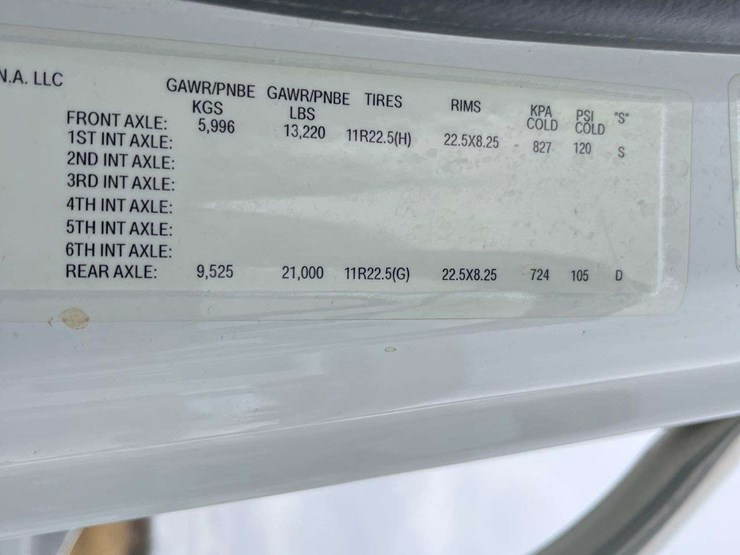 N.A. LLC
GAWR/PNBE GAWR/PNBE TIRES RIMS KPA PSI "S"
KGS LBS COLD COLD
FRONT AXLE: 5,996 13,220 11R22.5(H) 22.5X8.25 827 120 S
1ST INT AXLE:
2ND INT AXLE:
3RD INT AXLE:
4TH INT AXLE:
5TH INT AXLE:
6TH INT AXLE:
REAR AXLE: 9,525 21,000 11R22.5(G) 22.5X8.25 724 105 D